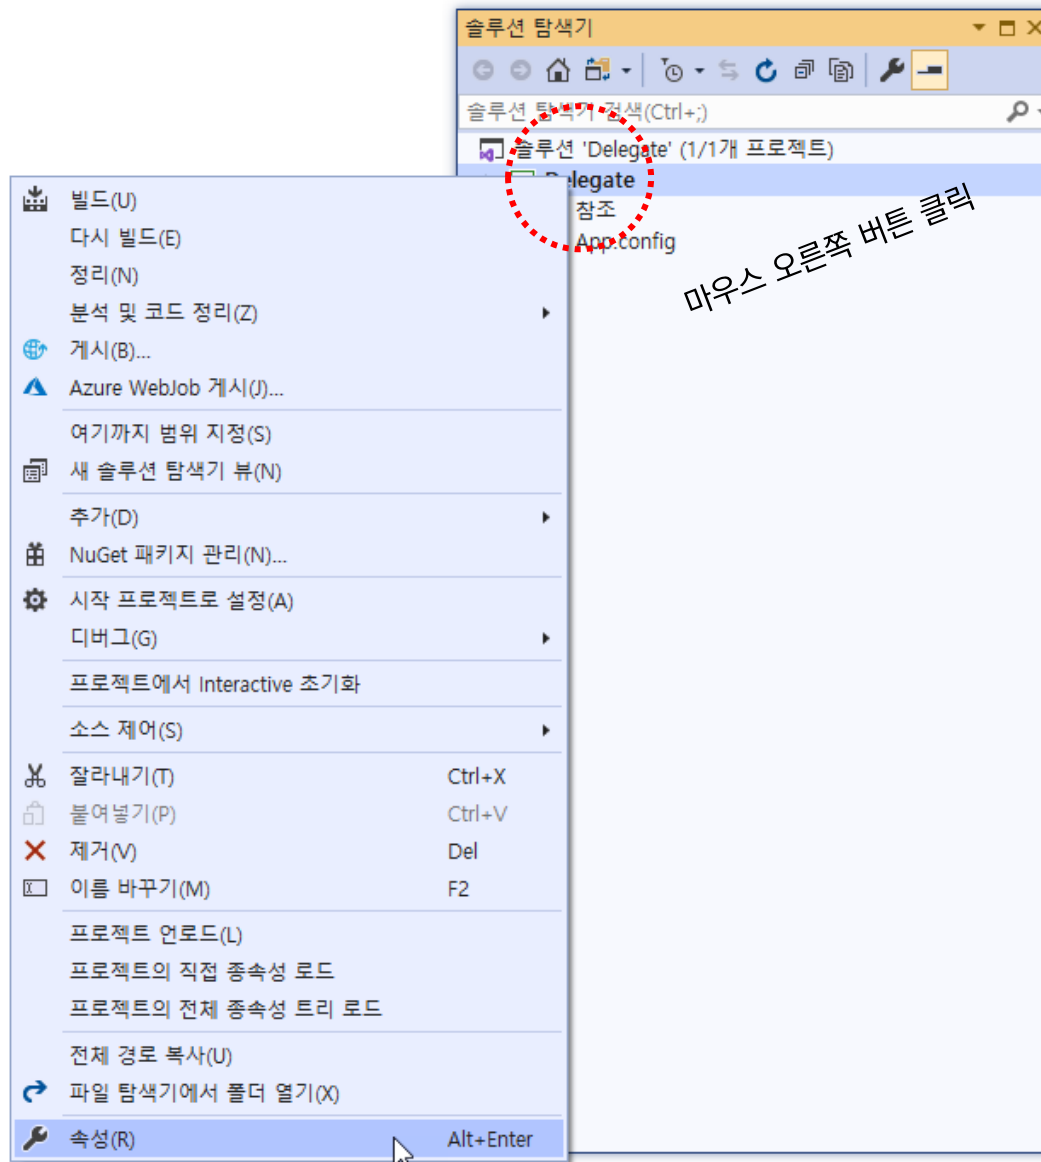 솔루션 탐색기
솔루션 탐색기 검색(Ctrl+;)
솔루션 'Delegate' (1/1개 프로젝트)
Delegate
참조
App.config
마우스 오른쪽 버튼 클릭
빌드(U)
다시 빌드(E)
정리(N)
분석 및 코드 정리(Z)
게시(B)...
Azure WebJob 게시(J)...
여기까지 범위 지정(S)
새 솔루션 탐색기 뷰(N)
추가(D)
NuGet 패키지 관리(N)...
시작 프로젝트로 설정(A)
디버그(G)
프로젝트에서 Interactive 초기화
소스 제어(S)
잘라내기(T) Ctrl+X
붙여넣기(P) Ctrl+V
제거(V) Del
이름 바꾸기(M) F2
프로젝트 언로드(L)
프로젝트의 직접 종속성 로드
프로젝트의 전체 종속성 트리 로드
전체 경로 복사(U)
파일 탐색기에서 폴더 열기(X)
속성(R) Alt+Enter